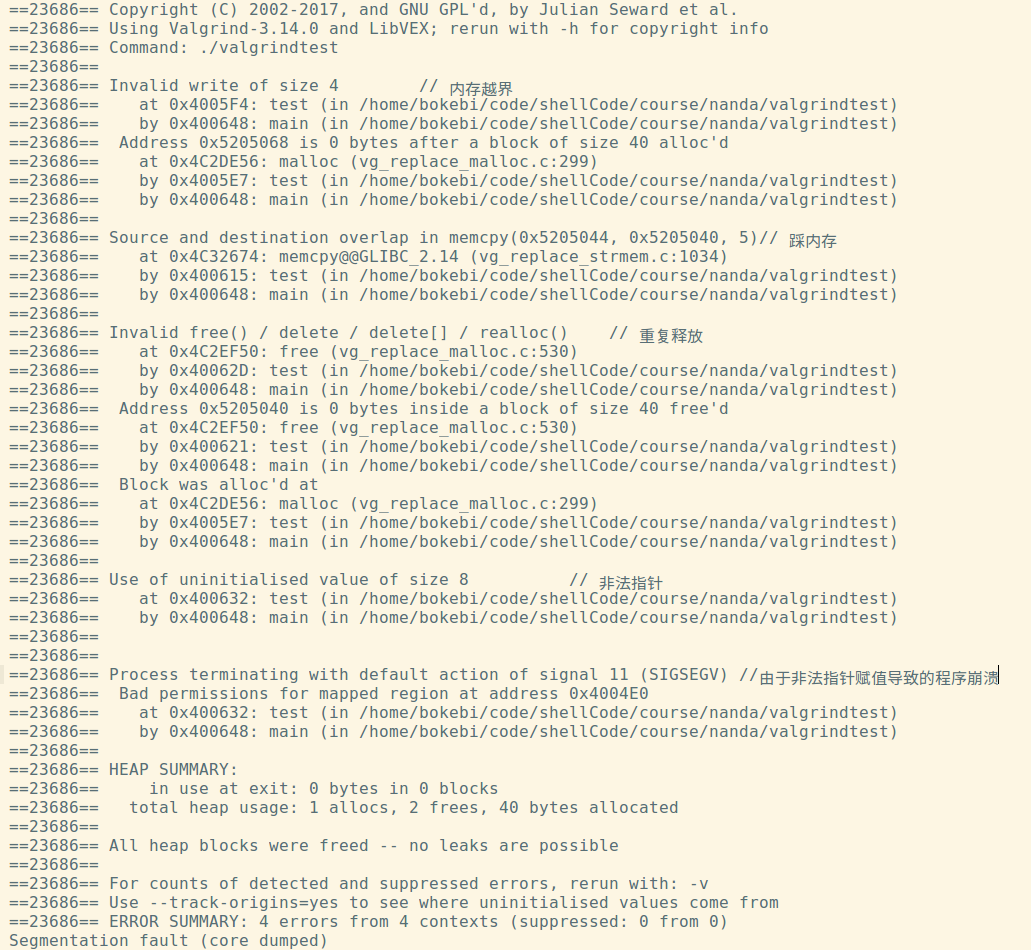 ==23686== Copyright (C) 2002-2017, and GNU GPL'd, by Julian Seward et al.
==23686== Using Valgrind-3.14.0 and LibVEX; rerun with -h for copyright info
==23686== Command: ./valgrindtest
==23686==
==23686== Invalid write of size 4        // 内存越界
==23686==    at 0x4005F4: test (in /home/bokebi/code/shellCode/course/nanda/valgrindtest)
==23686==    by 0x400648: main (in /home/bokebi/code/shellCode/course/nanda/valgrindtest)
==23686==  Address 0x5205068 is 0 bytes after a block of size 40 alloc'd
==23686==    at 0x4C2DE56: malloc (vg_replace_malloc.c:299)
==23686==    by 0x4005E7: test (in /home/bokebi/code/shellCode/course/nanda/valgrindtest)
==23686==    by 0x400648: main (in /home/bokebi/code/shellCode/course/nanda/valgrindtest)
==23686==
==23686== Source and destination overlap in memcpy(0x5205044, 0x5205040, 5)// 踩内存
==23686==    at 0x4C32674: memcpy@@GLIBC_2.14 (vg_replace_strmem.c:1034)
==23686==    by 0x400615: test (in /home/bokebi/code/shellCode/course/nanda/valgrindtest)
==23686==    by 0x400648: main (in /home/bokebi/code/shellCode/course/nanda/valgrindtest)
==23686==
==23686== Invalid free() / delete / delete[] / realloc()    // 重复释放
==23686==    at 0x4C2EF50: free (vg_replace_malloc.c:530)
==23686==    by 0x40062D: test (in /home/bokebi/code/shellCode/course/nanda/valgrindtest)
==23686==    by 0x400648: main (in /home/bokebi/code/shellCode/course/nanda/valgrindtest)
==23686==  Address 0x5205040 is 0 bytes inside a block of size 40 free'd
==23686==    at 0x4C2EF50: free (vg_replace_malloc.c:530)
==23686==    by 0x400621: test (in /home/bokebi/code/shellCode/course/nanda/valgrindtest)
==23686==    by 0x400648: main (in /home/bokebi/code/shellCode/course/nanda/valgrindtest)
==23686==  Block was alloc'd at
==23686==    at 0x4C2DE56: malloc (vg_replace_malloc.c:299)
==23686==    by 0x4005E7: test (in /home/bokebi/code/shellCode/course/nanda/valgrindtest)
==23686==    by 0x400648: main (in /home/bokebi/code/shellCode/course/nanda/valgrindtest)
==23686==
==23686== Use of uninitialised value of size 8          // 非法指针
==23686==    at 0x400632: test (in /home/bokebi/code/shellCode/course/nanda/valgrindtest)
==23686==    by 0x400648: main (in /home/bokebi/code/shellCode/course/nanda/valgrindtest)
==23686==
==23686==
==23686== Process terminating with default action of signal 11 (SIGSEGV) //由于非法指针赋值导致的程序崩溃
==23686==  Bad permissions for mapped region at address 0x4004E0
==23686==    at 0x400632: test (in /home/bokebi/code/shellCode/course/nanda/valgrindtest)
==23686==    by 0x400648: main (in /home/bokebi/code/shellCode/course/nanda/valgrindtest)
==23686==
==23686== HEAP SUMMARY:
==23686==     in use at exit: 0 bytes in 0 blocks
==23686==   total heap usage: 1 allocs, 2 frees, 40 bytes allocated
==23686==
==23686== All heap blocks were freed -- no leaks are possible
==23686==
==23686== For counts of detected and suppressed errors, rerun with: -v
==23686== Use --track-origins=yes to see where uninitialised values come from
==23686== ERROR SUMMARY: 4 errors from 4 contexts (suppressed: 0 from 0)
Segmentation fault (core dumped)